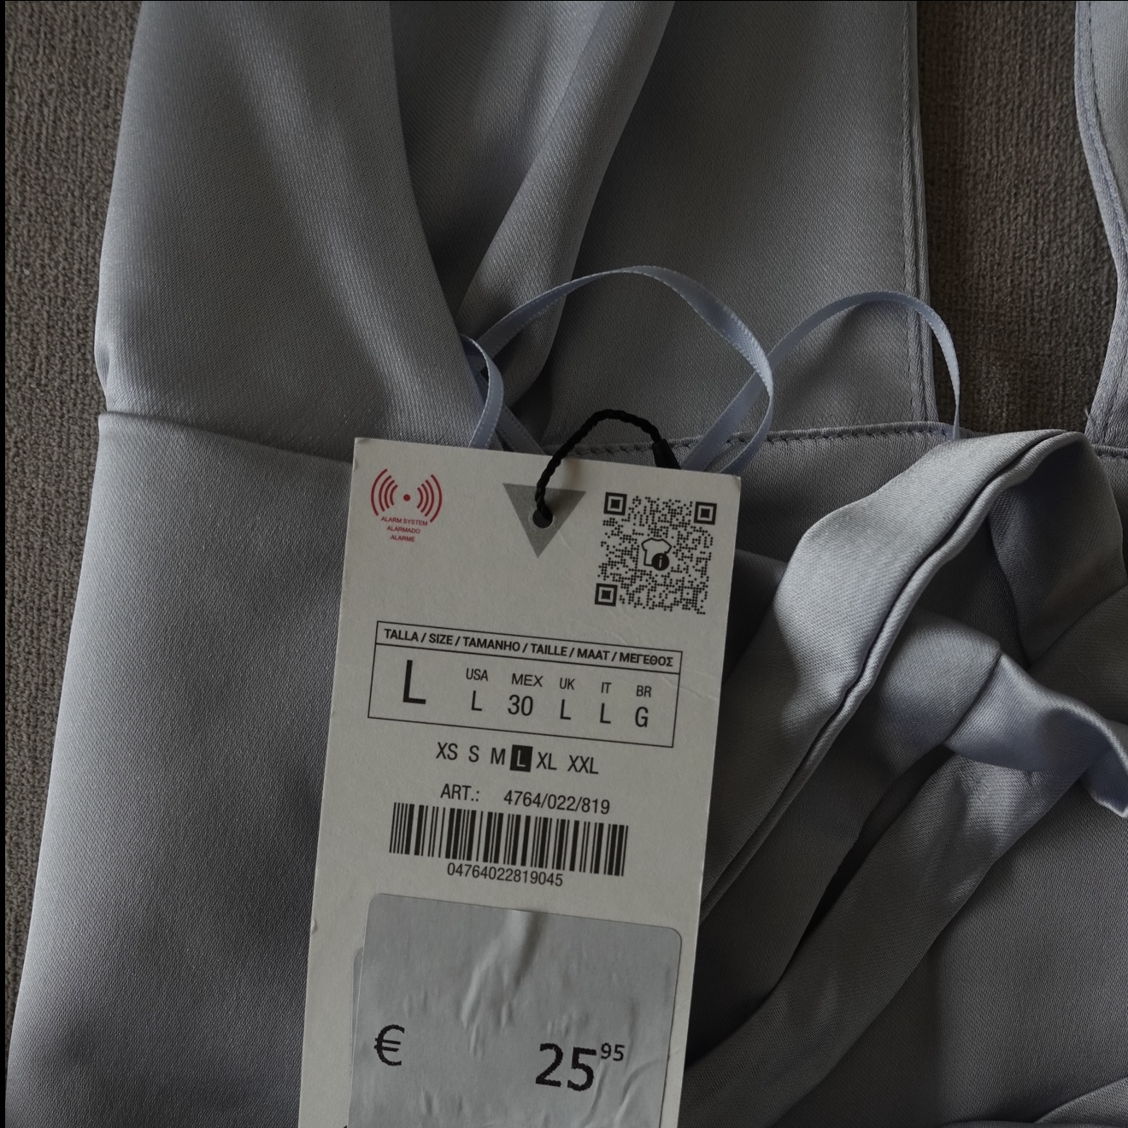 ALARM SYSTEM
ALARMADO
ALARME
TALLA / SIZE / TAMANHO / TAILLE / MAAT / ΜΕΓΕΘΟΣ
L USA MEX UK IT BR
L 30 L L G
XS S M L XL XXL
ART.: 4764/022/819
04764022819045
€ 25 95